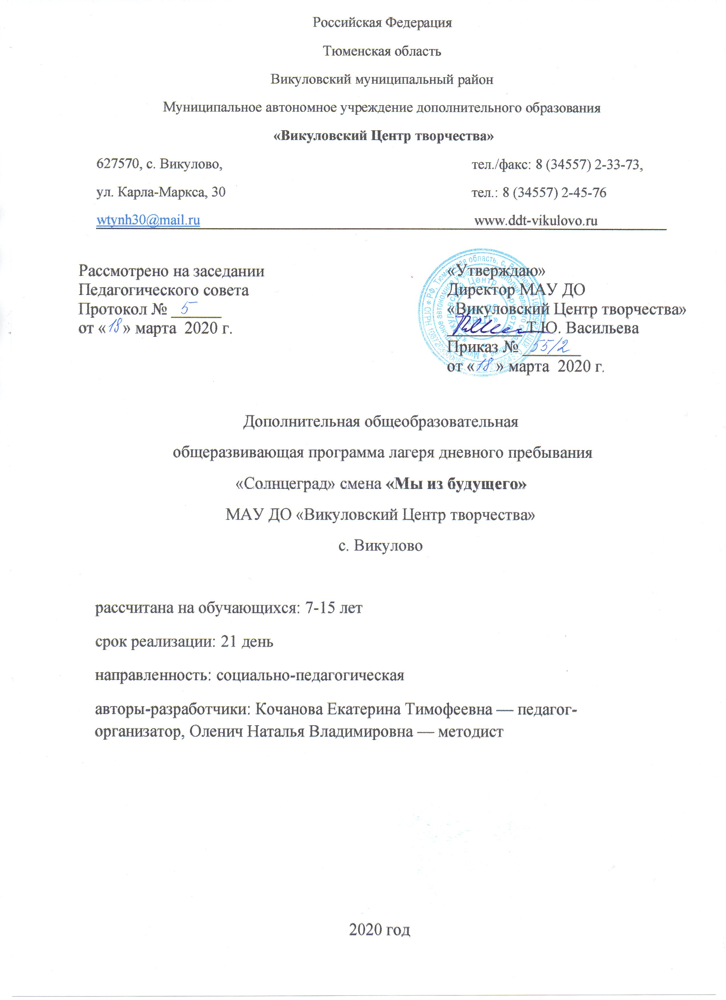 Российская Федерация
Тюменская область
Викуловский муниципальный район
Муниципальное автономное учреждение дополнительного образования
«Викуловский Центр творчества»
627570, с. Викулово, тел./факс: 8 (34557) 2-33-73,
ул. Карла-Маркса, 30 тел.: 8 (34557) 2-45-76
wtynh30@mail.ru www.ddt-vikulovo.ru
Рассмотрено на заседании
Педагогического совета
Протокол № 5
от «18» марта 2020 г.
«Утверждаю»
Директор МАУ ДО
«Викуловский Центр творчества»
Т.Ю. Васильева
Приказ № 55/2
от «18» марта 2020 г.
Дополнительная общеобразовательная
общеразвивающая программа лагеря дневного пребывания
«Солнцеград» смена «Мы из будущего»
МАУ ДО «Викуловский Центр творчества»
с. Викулово
рассчитана на обучающихся: 7-15 лет
срок реализации: 21 день
направленность: социально-педагогическая
авторы-разработчики: Кочанова Екатерина Тимофеевна — педагог-
организатор, Оленич Наталья Владимировна — методист
2020 год